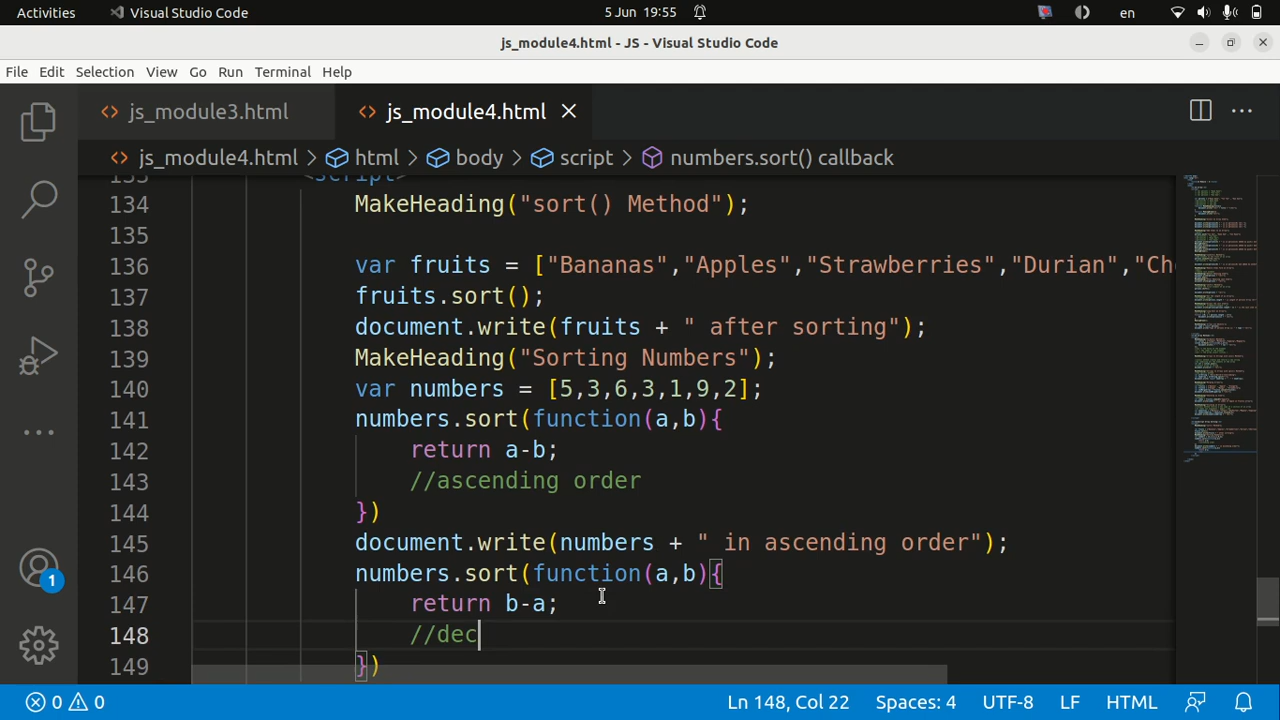 Activities Visual Studio Code 5 Jun 19:55 en
js_module4.html - JS - Visual Studio Code
File Edit Selection View Go Run Terminal Help
js_module3.html js_module4.html
js_module4.html > html > body > script > numbers.sort() callback
133 <script>
134 MakeHeading("sort() Method");
135
136 var fruits = ["Bananas","Apples","Strawberries","Durian","Che
137 fruits.sort();
138 document.write(fruits + " after sorting");
139 MakeHeading("Sorting Numbers");
140 var numbers = [5,3,6,3,1,9,2];
141 numbers.sort(function(a,b){
142 return a-b;
143 //ascending order
144 })
145 document.write(numbers + " in ascending order");
146 numbers.sort(function(a,b){
147 return b-a;
148 //dec
149 })
1
0 0 Ln 148, Col 22 Spaces: 4 UTF-8 LF HTML